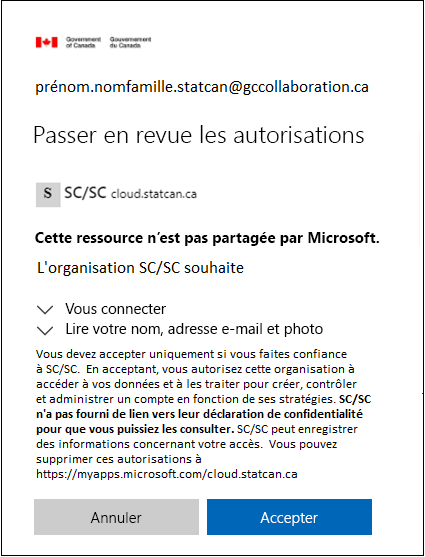 Government of Canada Gouvernement du Canada
prénom.nomfamille.statcan@gccollaboration.ca
Passer en revue les autorisations
S SC/SC cloud.statcan.ca
Cette ressource n’est pas partagée par Microsoft.
L'organisation SC/SC souhaite
Vous connecter
Lire votre nom, adresse e-mail et photo
Vous devez accepter uniquement si vous faites confiance
à SC/SC. En acceptant, vous autorisez cette organisation à
accéder à vos données et à les traiter pour créer, contrôler
et administrer un compte en fonction de ses stratégies. SC/SC
n'a pas fourni de lien vers leur déclaration de confidentialité
pour que vous puissiez les consulter. SC/SC peut enregistrer
des informations concernant votre accès. Vous pouvez
supprimer ces autorisations à
https://myapps.microsoft.com/cloud.statcan.ca
Annuler Accepter